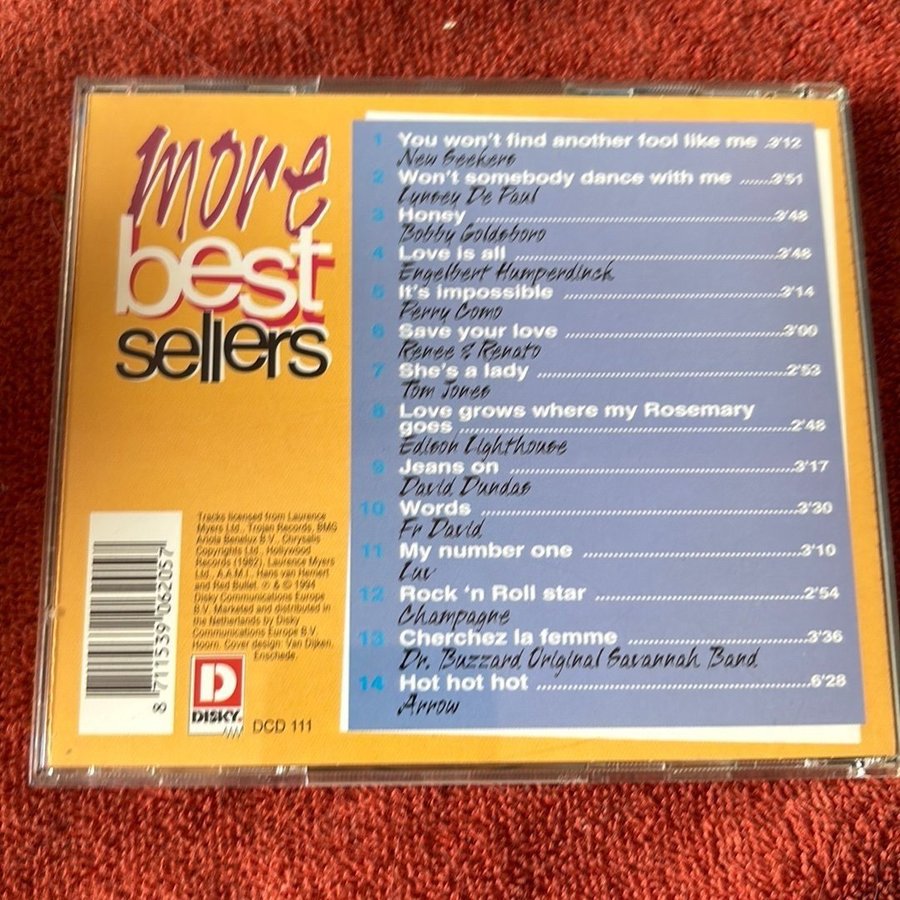 more
best
sellers
1 You won't find another fool like me .3'12
New Seekers
2 Won't somebody dance with me ........3'51
Lynsey De Paul
3 Honey ..........3'48
Bobby Goldsboro
4 Love is all ..........3'48
Engelbert Humperdinck
5 It's impossible ..........3'14
Perry Como
6 Save your love ..........3'00
Renee & Renato
7 She's a lady ..........2'53
Tom Jones
8 Love grows where my Rosemary
goes ..........2'48
Edison Lighthouse
9 Jeans on ..........3'17
David Dundas
10 Words ..........3'30
Fr David
11 My number one ..........3'10
Luv
12 Rock 'n Roll star ..........2'54
Champagne
13 Cherchez la femme ..........3'36
Dr. Buzzard Original Savannah Band
14 Hot hot hot ..........6'28
Arrow
Tracks licensed from Laurence
Myers Ltd., Trojan Records, BMG
Ariola Benelux B.V., Chrysalis
Copyrights Ltd., Hollywood
Records (1982), Laurence Myers
Ltd., A.A.M.I., Hans van Hemert
and Red Bullet. ℗ & © 1994
Disky Communications Europe
B.V. Marketed and distributed in
the Netherlands by Disky
Communications Europe B.V.
Hoorn. Cover design: Van Dijken,
Enschede.
8 711539 062057
D
DISKY
DCD 111